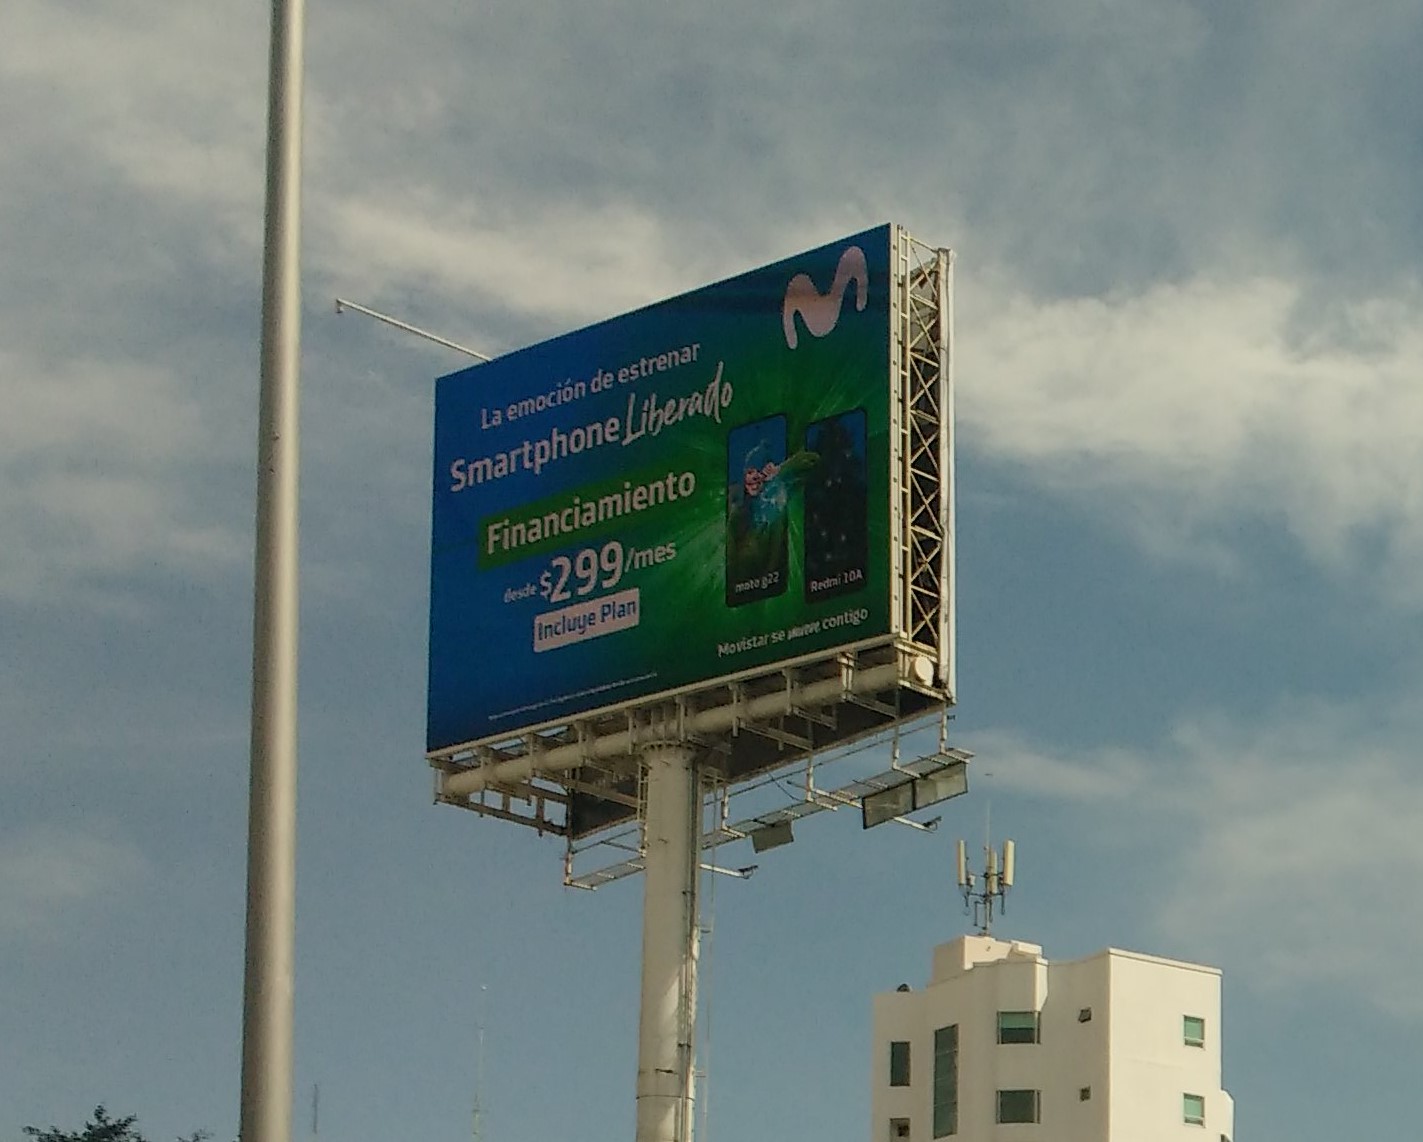 La emoción de estrenar
Smartphone Liberado
Financiamiento
desde $299/mes
Incluye Plan
moto g22
Redmi 10A
Movistar se mueve contigo